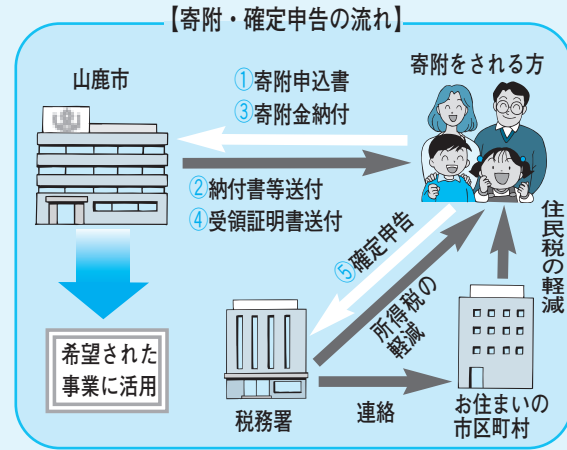 【寄附・確定申告の流れ】
山鹿市
寄附をされる方
①寄附申込書
③寄附金納付
②納付書等送付
④受領証明書送付
⑤確定申告
所得税の
軽減
住民税の軽減
希望された
事業に活用
税務署
連絡
お住まいの
市区町村